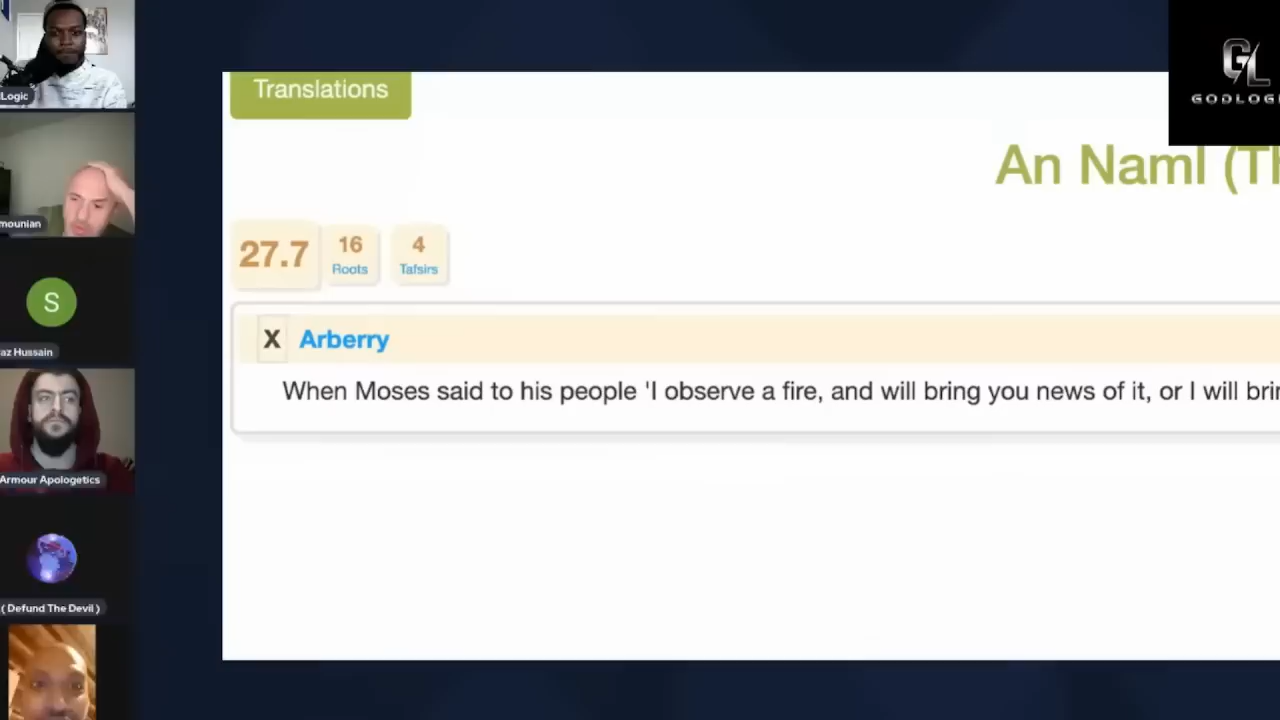 Logic
mounian
S
az Hussain
Armour Apologetics
( Defund The Devil )
Translations
GL
GODLOGI
An Naml (Th
27.7
16
Roots
4
Tafsirs
X Arberry
When Moses said to his people 'I observe a fire, and will bring you news of it, or I will brin